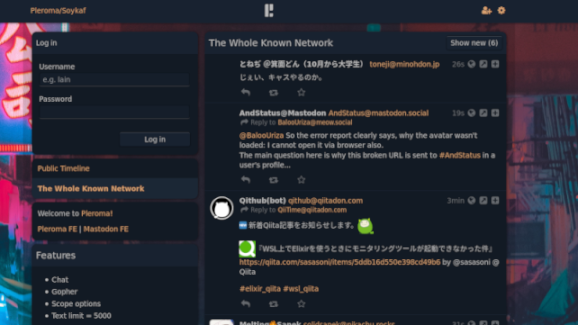 Pleroma/Soykaf
Log in
Username
e.g. lain
Password
Log in
Public Timeline
The Whole Known Network
Welcome to Pleroma!
Pleroma FE | Mastodon FE
Features
• Chat
• Gopher
• Scope options
• Text limit = 5000
The Whole Known Network
Show new (6)
とねぢ @箕面どん（10月から大学生） toneji@minohdon.jp 26s
じぇい、キャスやるのか。
AndStatus@Mastodon AndStatus@mastodon.social 19s
Reply to BalooUriza@meow.social
@BalooUriza So the error report clearly says, why the avatar wasn't
loaded: I cannot open it via browser also.
The main question here is why this broken URL is sent to #AndStatus in a
user's profile...
Qithub(bot) qithub@qiitadon.com 3min
Reply to QiiTime@qiitadon.com
新着Qiita記事をお知らせします。
「WSL上でElixirを使うときにモニタリングツールが起動できなかった件」
https://qiita.com/sasasoni/items/5ddb16d550e398cd49b6 by @sasasoni @
Qiita
#elixir_qiita #wsl_qiita